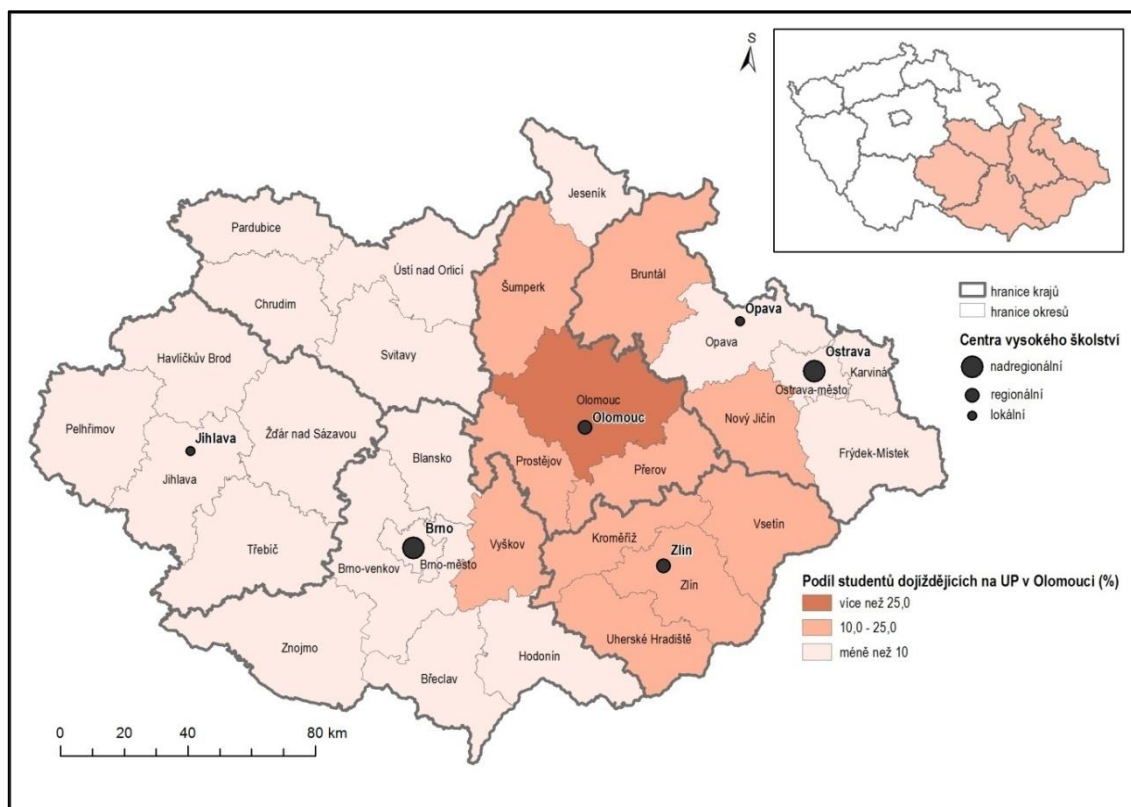 S
Jeseník
Pardubice
Ústí nad Orlicí
Šumperk
Bruntál
Chrudim
Opava
Opava
Svitavy
Havlíčkův Brod
Ostrava
Karviná
Ostrava-město
Olomouc
Olomouc
Nový Jičín
Pelhřimov
Jihlava
Žďár nad Sázavou
Blansko
Prostějov
Přerov
Frýdek-Místek
Jihlava
Vsetín
Třebíč
Brno
Brno-město
Brno-venkov
Vyškov
Kroměříž
Zlín
Zlín
Uherské Hradiště
Znojmo
Hodonín
Břeclav
hranice krajů
hranice okresů
Centra vysokého školství
nadregionální
regionální
lokální
Podíl studentů dojíždějících na UP v Olomouci (%)
více než 25,0
10,0 - 25,0
méně než 10
0 20 40 80 km